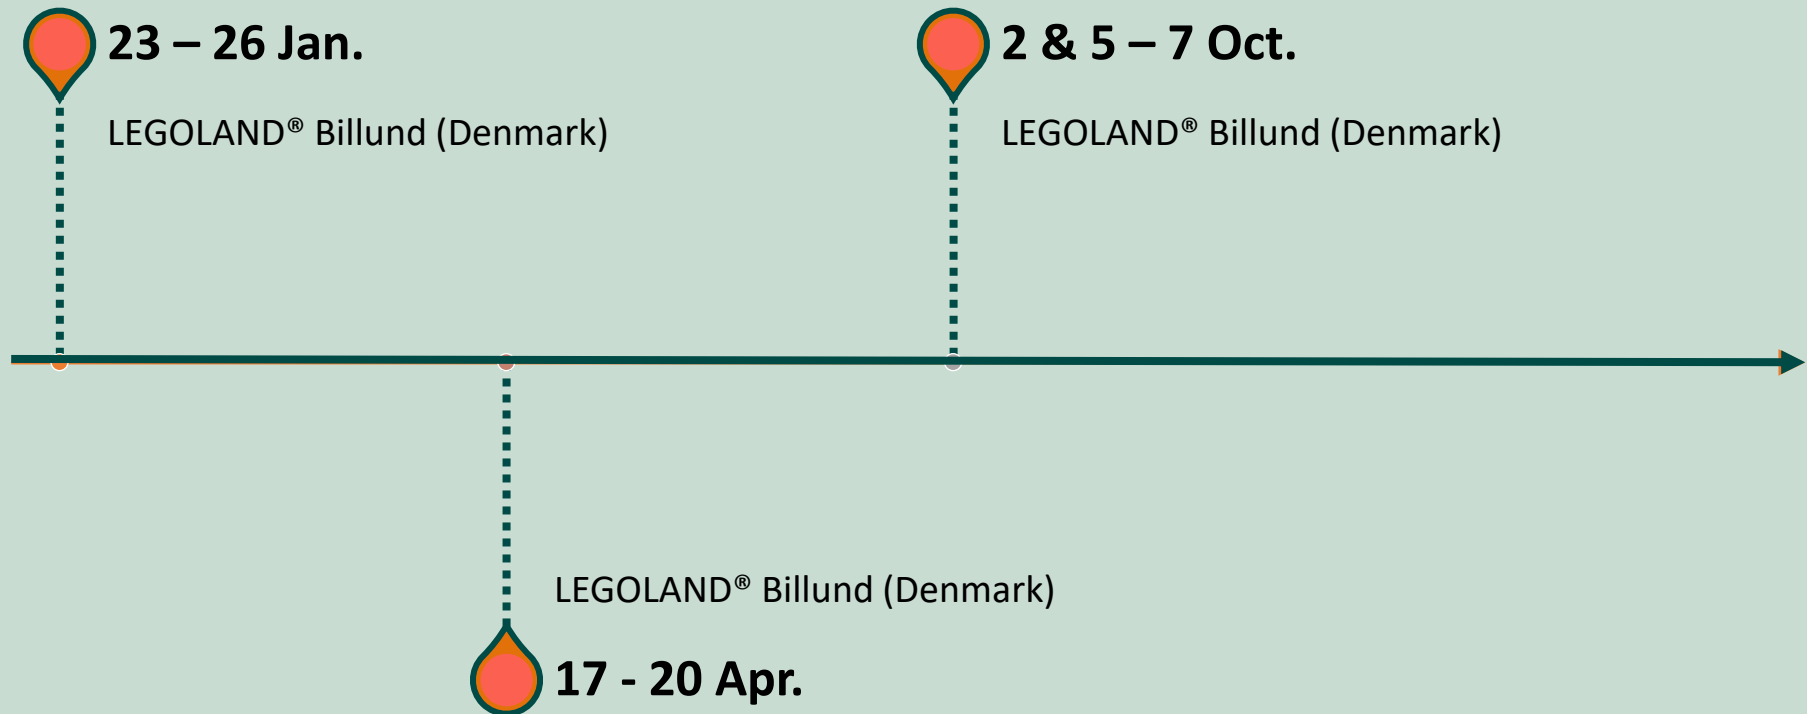 23 – 26 Jan.
LEGOLAND® Billund (Denmark)
2 & 5 – 7 Oct.
LEGOLAND® Billund (Denmark)
LEGOLAND® Billund (Denmark)
17 - 20 Apr.